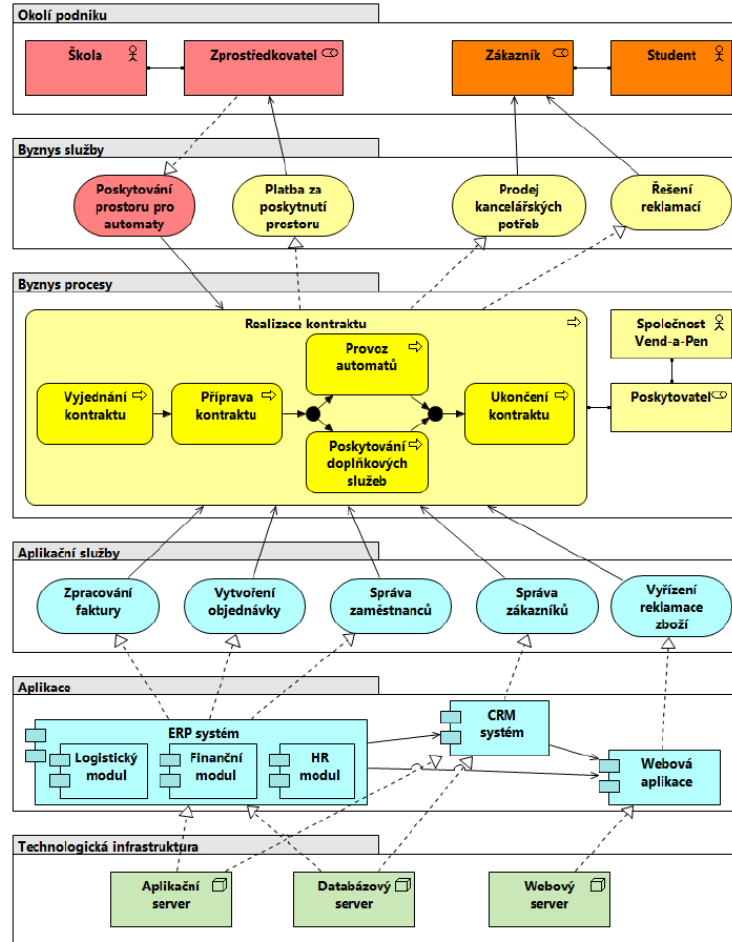 Okolí podniku
Škola
Zprostředkovatel
Zákazník
Student
Byznys služby
Poskytování
prostoru pro
automaty
Platba za
poskytnutí
prostoru
Prodej
kancelářských
potřeb
Řešení
reklamací
Byznys procesy
Realizace kontraktu
Vyjednání
kontraktu
Příprava
kontraktu
Provoz
automatů
Poskytování
doplňkových
služeb
Ukončení
kontraktu
Společnost
Vend-a-Pen
Poskytovatel
Aplikační služby
Zpracování
faktury
Vytvoření
objednávky
Správa
zaměstnanců
Správa
zákazníků
Vyřízení
reklamace
zboží
Aplikace
ERP systém
Logistický
modul
Finanční
modul
HR
modul
CRM
systém
Webová
aplikace
Technologická infrastruktura
Aplikační
server
Databázový
server
Webový
server